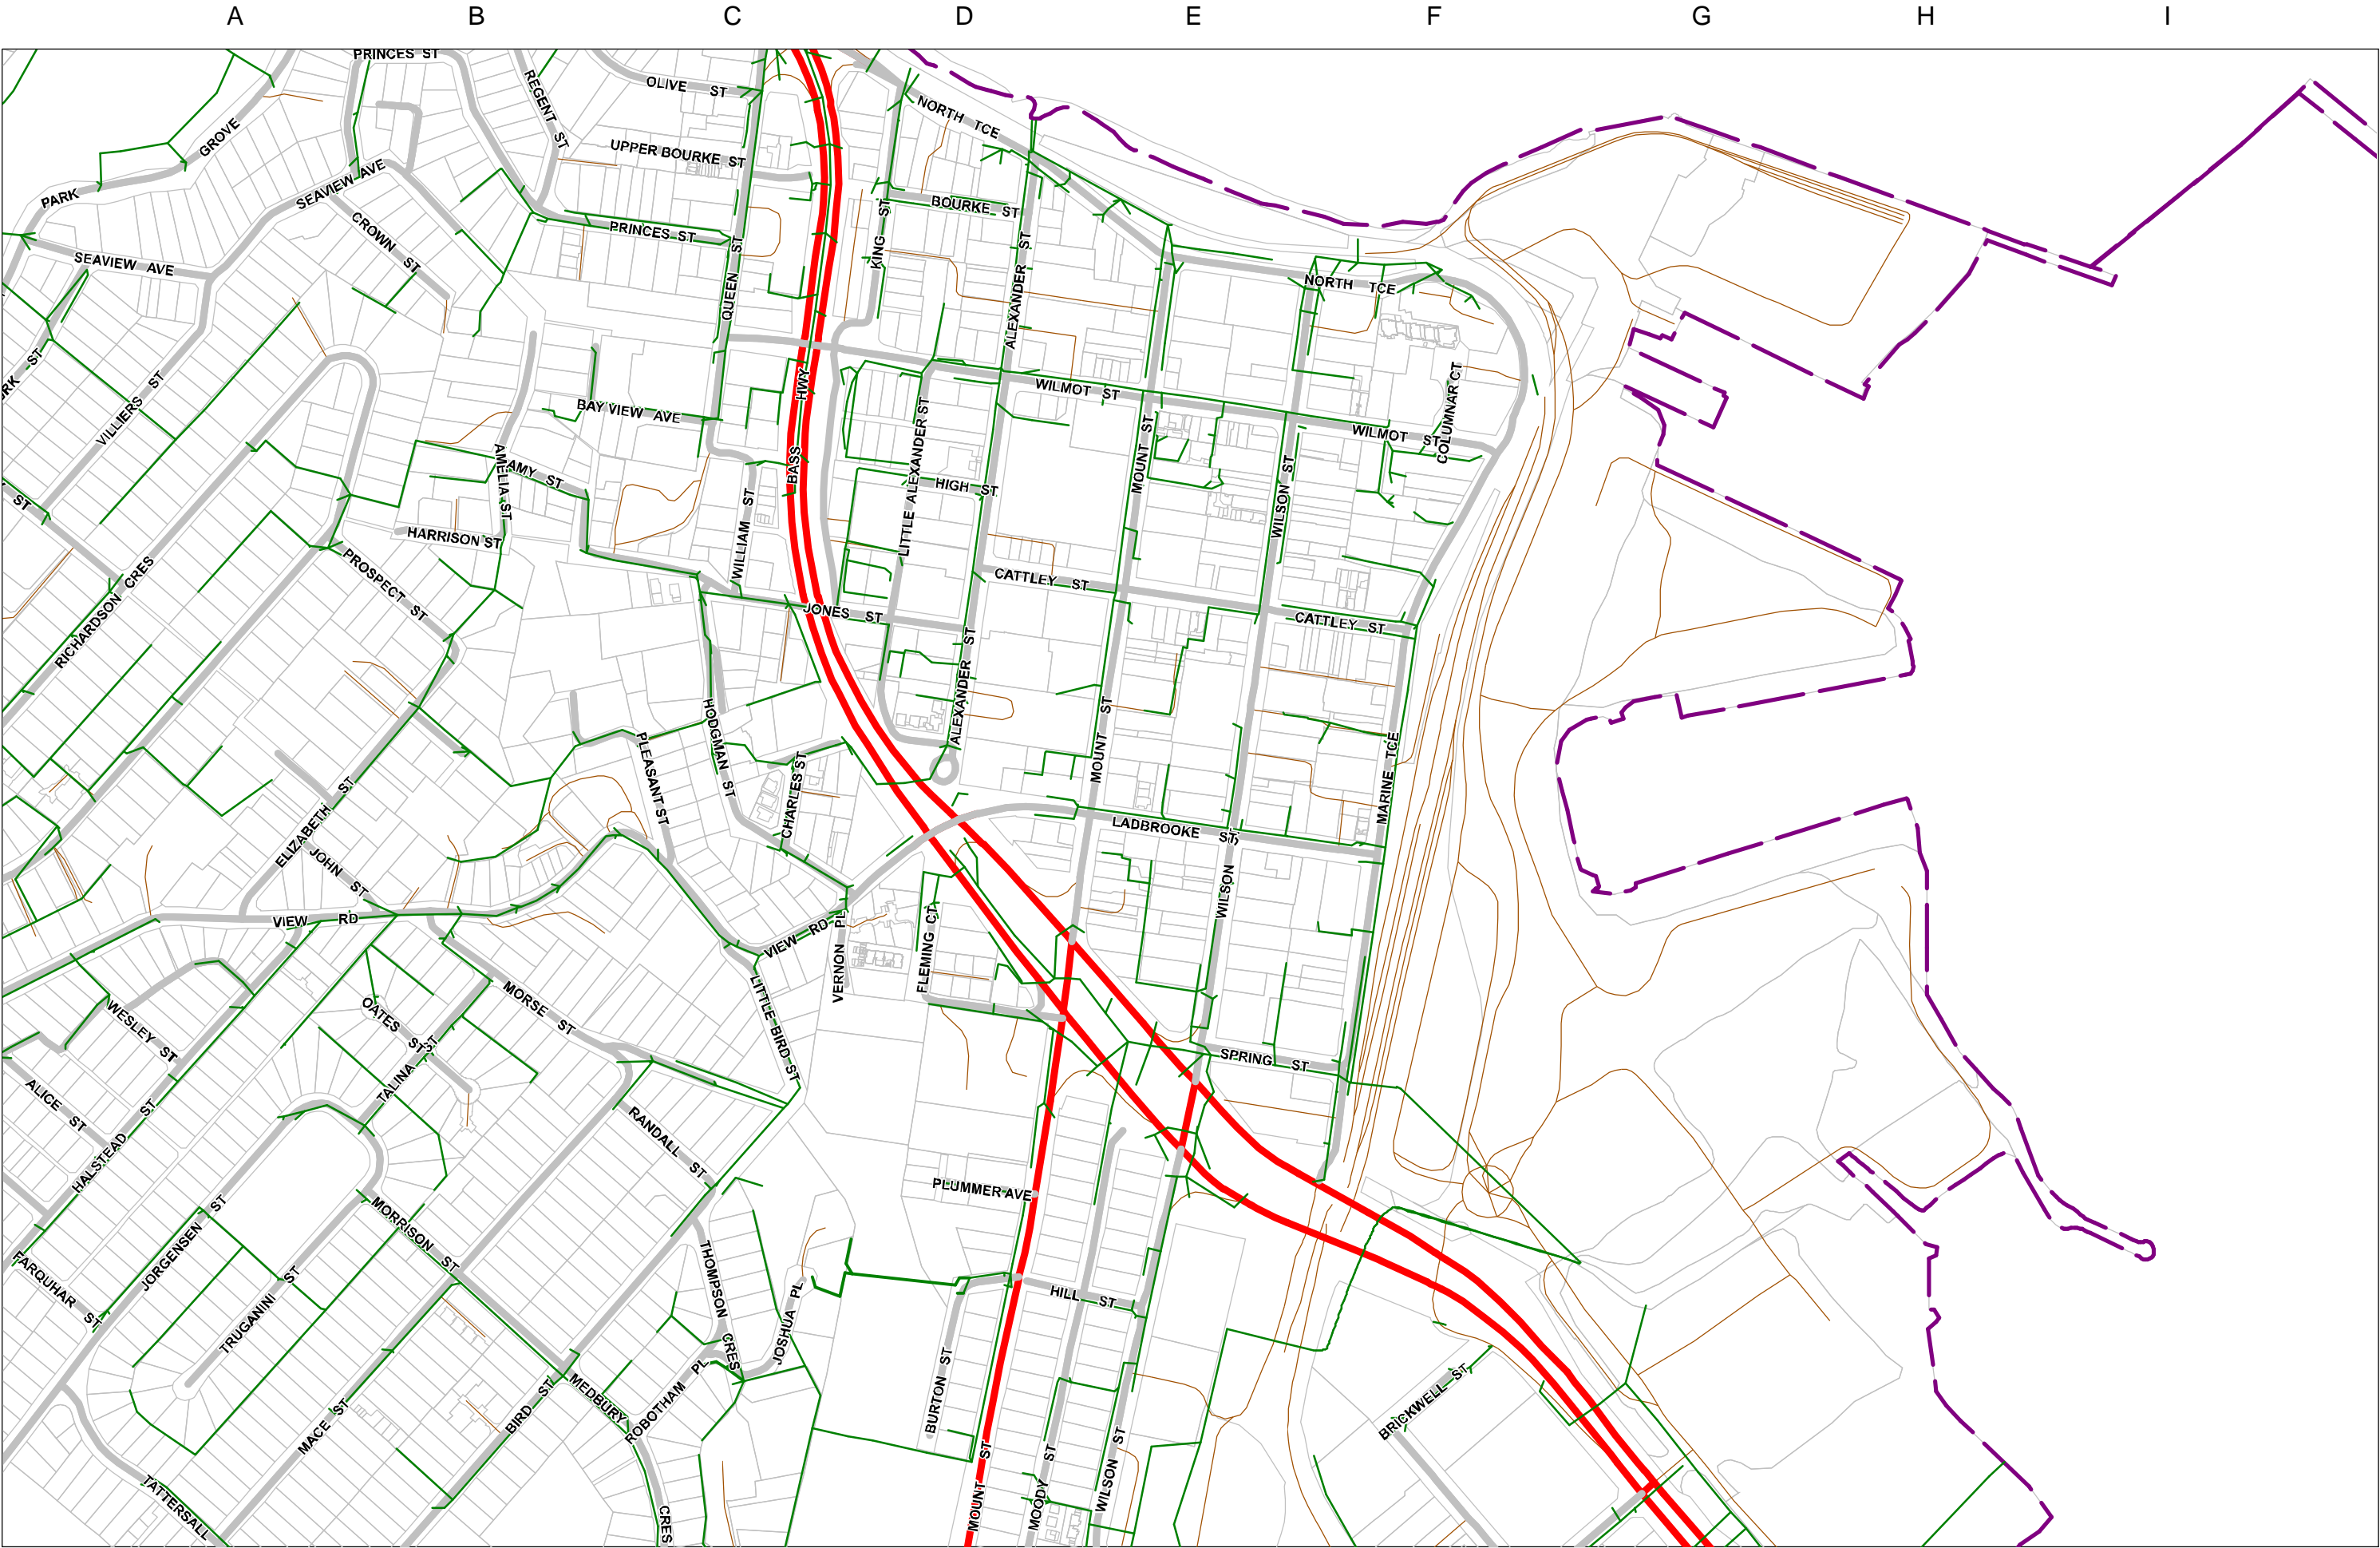 A B C D E F G H I
PRINCES ST
REGENT ST
OLIVE ST
NORTH TCE
GROVE
UPPER BOURKE ST
PARK
SEAVIEW AVE
CROWN ST
PRINCES ST
BOURKE ST
KING ST
QUEEN ST
ALEXANDER ST
SEAVIEW AVE
NORTH TCE
RK ST
VILLIERS ST
BAY VIEW AVE
HWY
BASS
WILMOT ST
WILMOT ST
COLUMNAR CT
LITTLE ALEXANDER ST
MOUNT ST
AMELIA ST
AMY ST
HIGH ST
WILSON ST
ST
WILLIAM ST
HARRISON ST
PROSPECT ST
RICHARDSON CRES
CATTLEY ST
JONES ST
CATTLEY ST
ALEXANDER ST
HODGMAN ST
PLEASANT ST
MOUNT ST
MARINE TCE
CHARLES ST
ELIZABETH ST
JOHN ST
LADBROOKE ST
WILSON ST
VIEW RD
VIEW RD
VERNON PL
FLEMING CT
LITTLE BIRD ST
WESLEY ST
OATES ST
MORSE ST
TALINA ST
SPRING ST
ALICE ST
HALSTEAD ST
RANDALL ST
PLUMMER AVE
JORGENSEN ST
MORRISON ST
FARQUHAR ST
TRUGANINI ST
THOMPSON CRES
JOSHUA PL
HILL ST
BURTON ST
ROBOTHAM PL
MEDBURY
CRES
BIRD ST
MACE ST
BRICKWELL ST
TATTERSALL
MOUNT ST
MOODY ST
WILSON ST